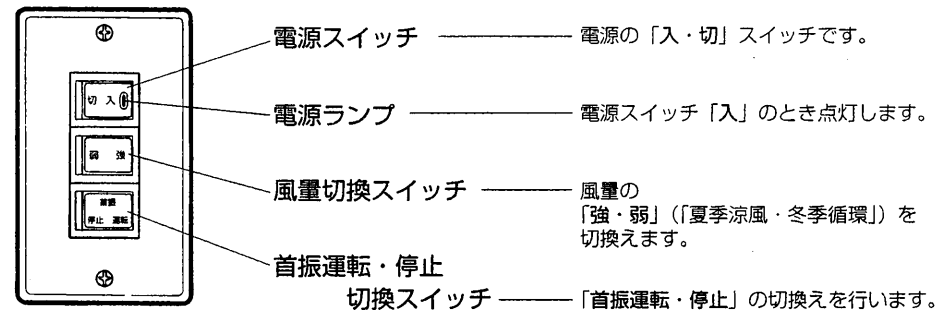 電源スイッチ
電源の「入・切」スイッチです。
切 入
電源ランプ
電源スイッチ「入」のとき点灯します。
弱 強
風量切換スイッチ
風量の
「強・弱」（「夏季涼風・冬季循環」）を
切換えます。
首振
停止 運転
首振運転・停止
切換スイッチ
「首振運転・停止」の切換えを行います。